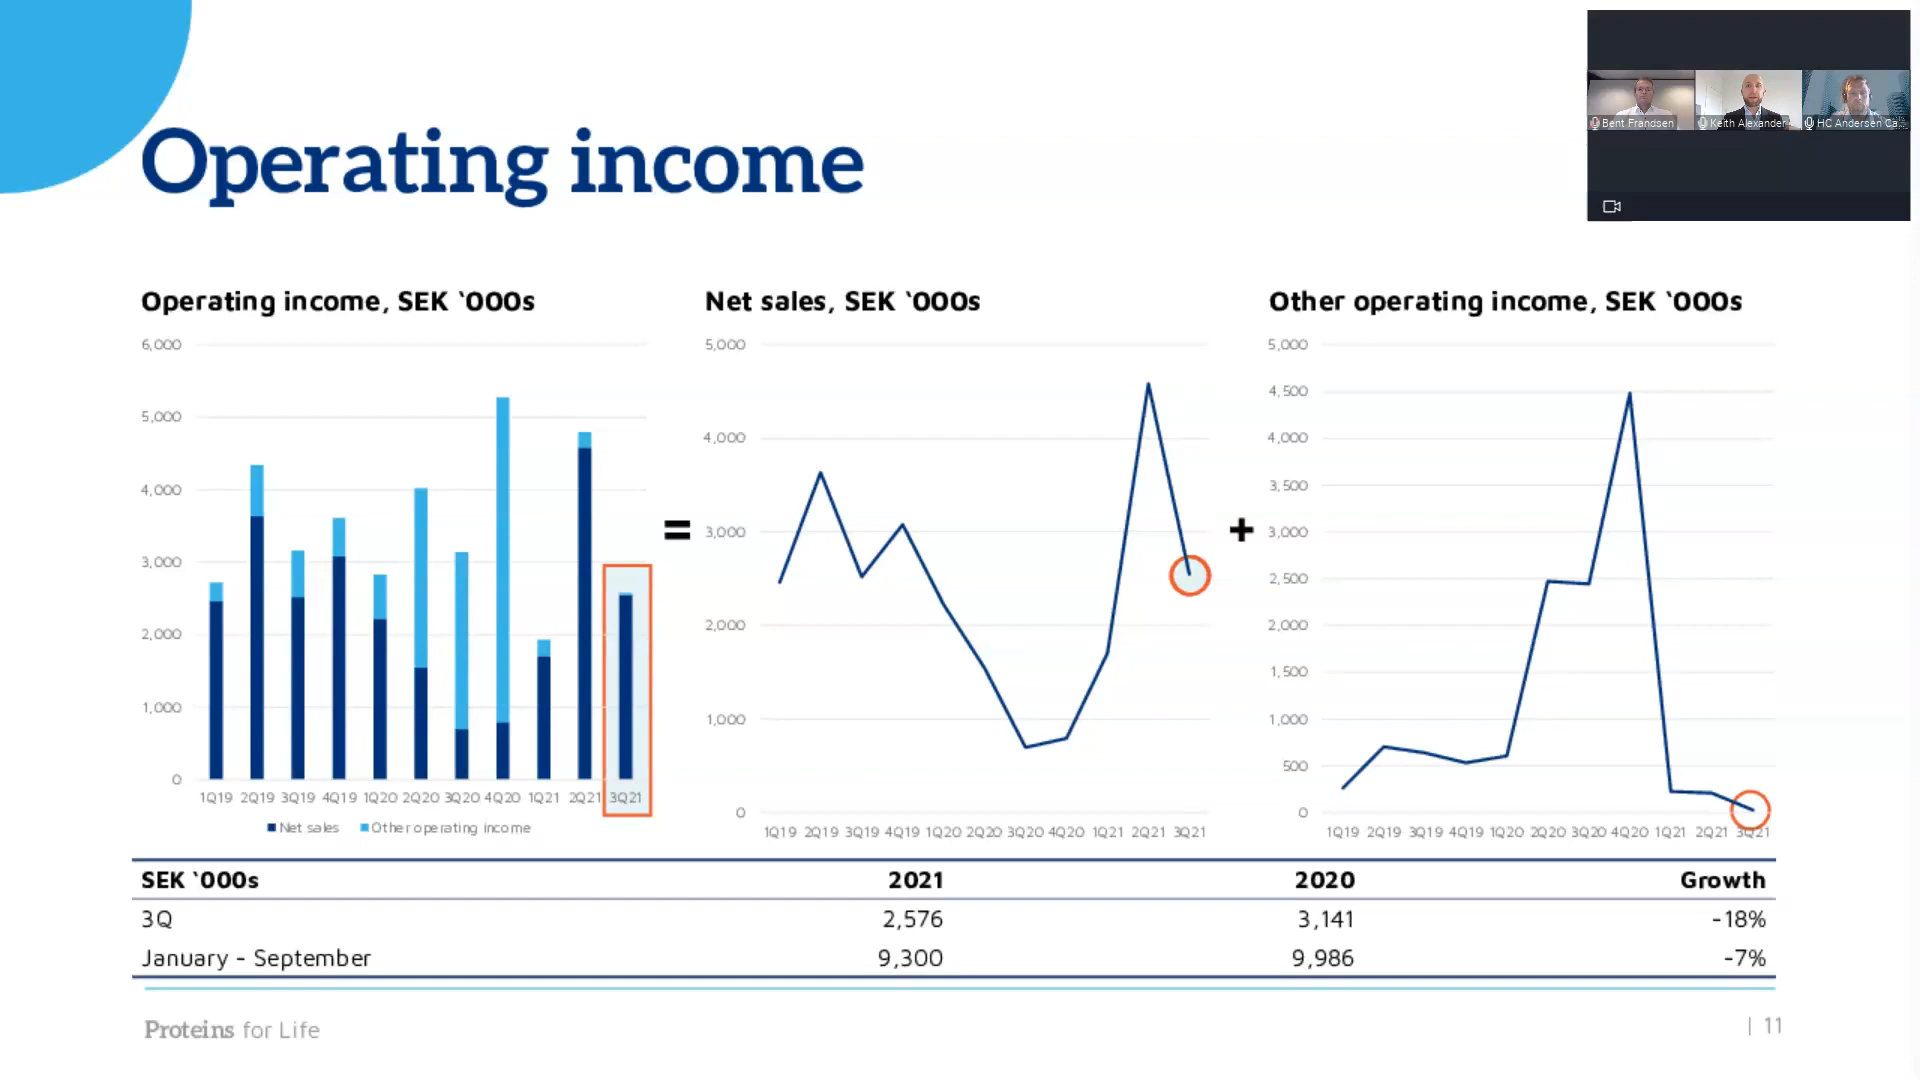 Operating income
Bent Frandsen
Keith Alexander
HC Andersen Ca...
Operating income, SEK `000s
6,000
5,000
4,000
3,000
2,000
1,000
0
1Q19 2Q19 3Q19 4Q19 1Q20 2Q20 3Q20 4Q20 1Q21 2Q21 3Q21
Net sales Other operating income
=
Net sales, SEK `000s
5,000
4,000
3,000
2,000
1,000
0
1Q19 2Q19 3Q19 4Q19 1Q20 2Q20 3Q20 4Q20 1Q21 2Q21 3Q21
+
Other operating income, SEK `000s
5,000
4,500
4,000
3,500
3,000
2,500
2,000
1,500
1,000
500
0
1Q19 2Q19 3Q19 4Q19 1Q20 2Q20 3Q20 4Q20 1Q21 2Q21 3Q21
SEK `000s 2021 2020 Growth
3Q 2,576 3,141 -18%
January - September 9,300 9,986 -7%
Proteins for Life
| 11